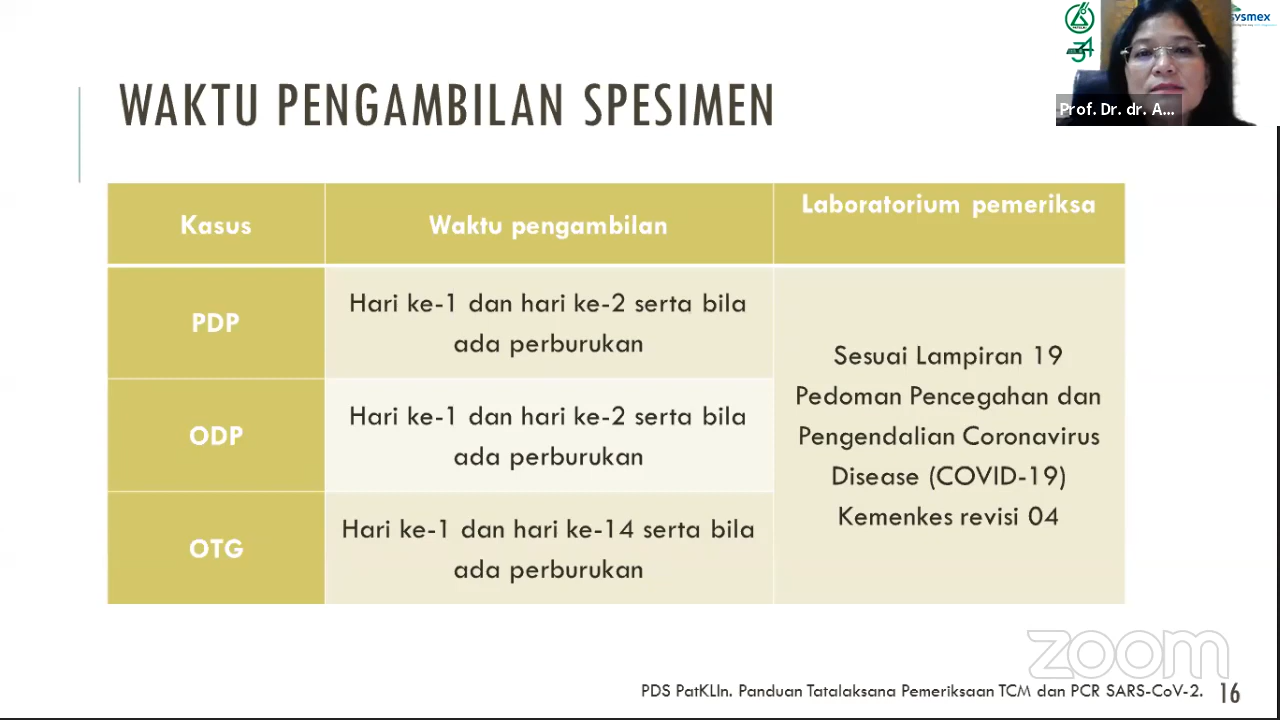 WAKTU PENGAMBILAN SPESIMEN
sysmex
Prof. Dr. dr. A...
Kasus
Waktu pengambilan
Laboratorium pemeriksa
PDP
Hari ke-1 dan hari ke-2 serta bila
ada perburukan
ODP
Hari ke-1 dan hari ke-2 serta bila
ada perburukan
OTG
Hari ke-1 dan hari ke-14 serta bila
ada perburukan
Sesuai Lampiran 19
Pedoman Pencegahan dan
Pengendalian Coronavirus
Disease (COVID-19)
Kemenkes revisi 04
zoom
PDS PatKLIn. Panduan Tatalaksana Pemeriksaan TCM dan PCR SARS-CoV-2.
16